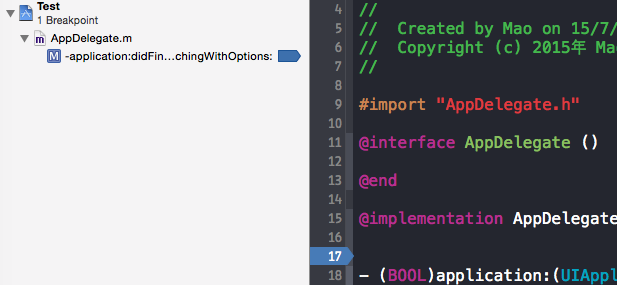 Test
1 Breakpoint
AppDelegate.m
M -application:didFin...chingWithOptions:
4 //
5 //  Created by Mao on 15/7/
6 //  Copyright (c) 2015年 Mao
7 //
8
9 #import "AppDelegate.h"
10
11 @interface AppDelegate ()
12
13 @end
14
15 @implementation AppDelegate
16
17
18 - (BOOL)application:(UIAppl